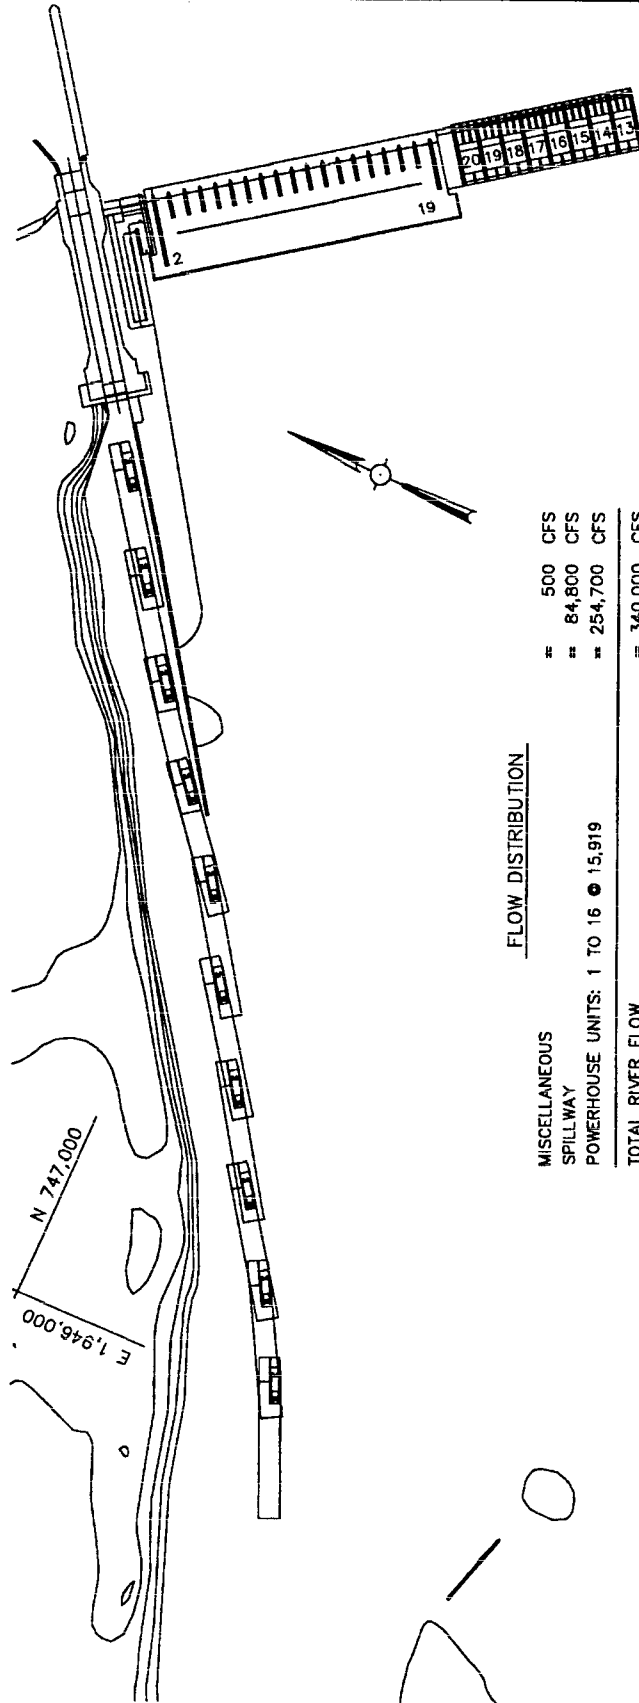 20 19 18 17 16 15 14 13
19
2
FLOW DISTRIBUTION
MISCELLANEOUS = 500 CFS
SPILLWAY = 84,800 CFS
POWERHOUSE UNITS: 1 TO 16 @ 15,919 = 254,700 CFS
TOTAL RIVER FLOW = 340,000 CFS
N 747,000
E 1,946,000